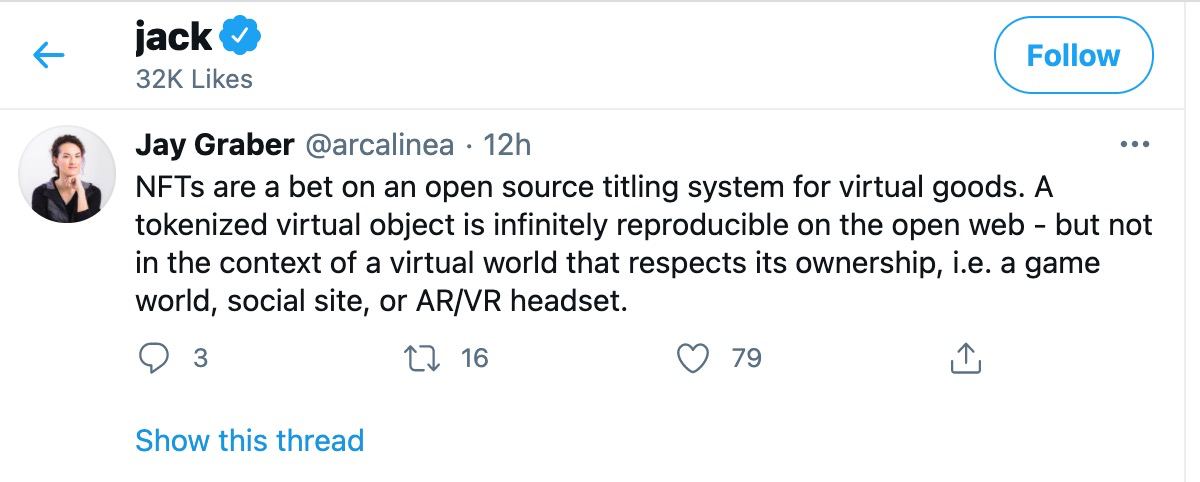 jack
32K Likes
Follow
Jay Graber @arcalinea · 12h
NFTs are a bet on an open source titling system for virtual goods. A
tokenized virtual object is infinitely reproducible on the open web - but not
in the context of a virtual world that respects its ownership, i.e. a game
world, social site, or AR/VR headset.
3 16 79
Show this thread